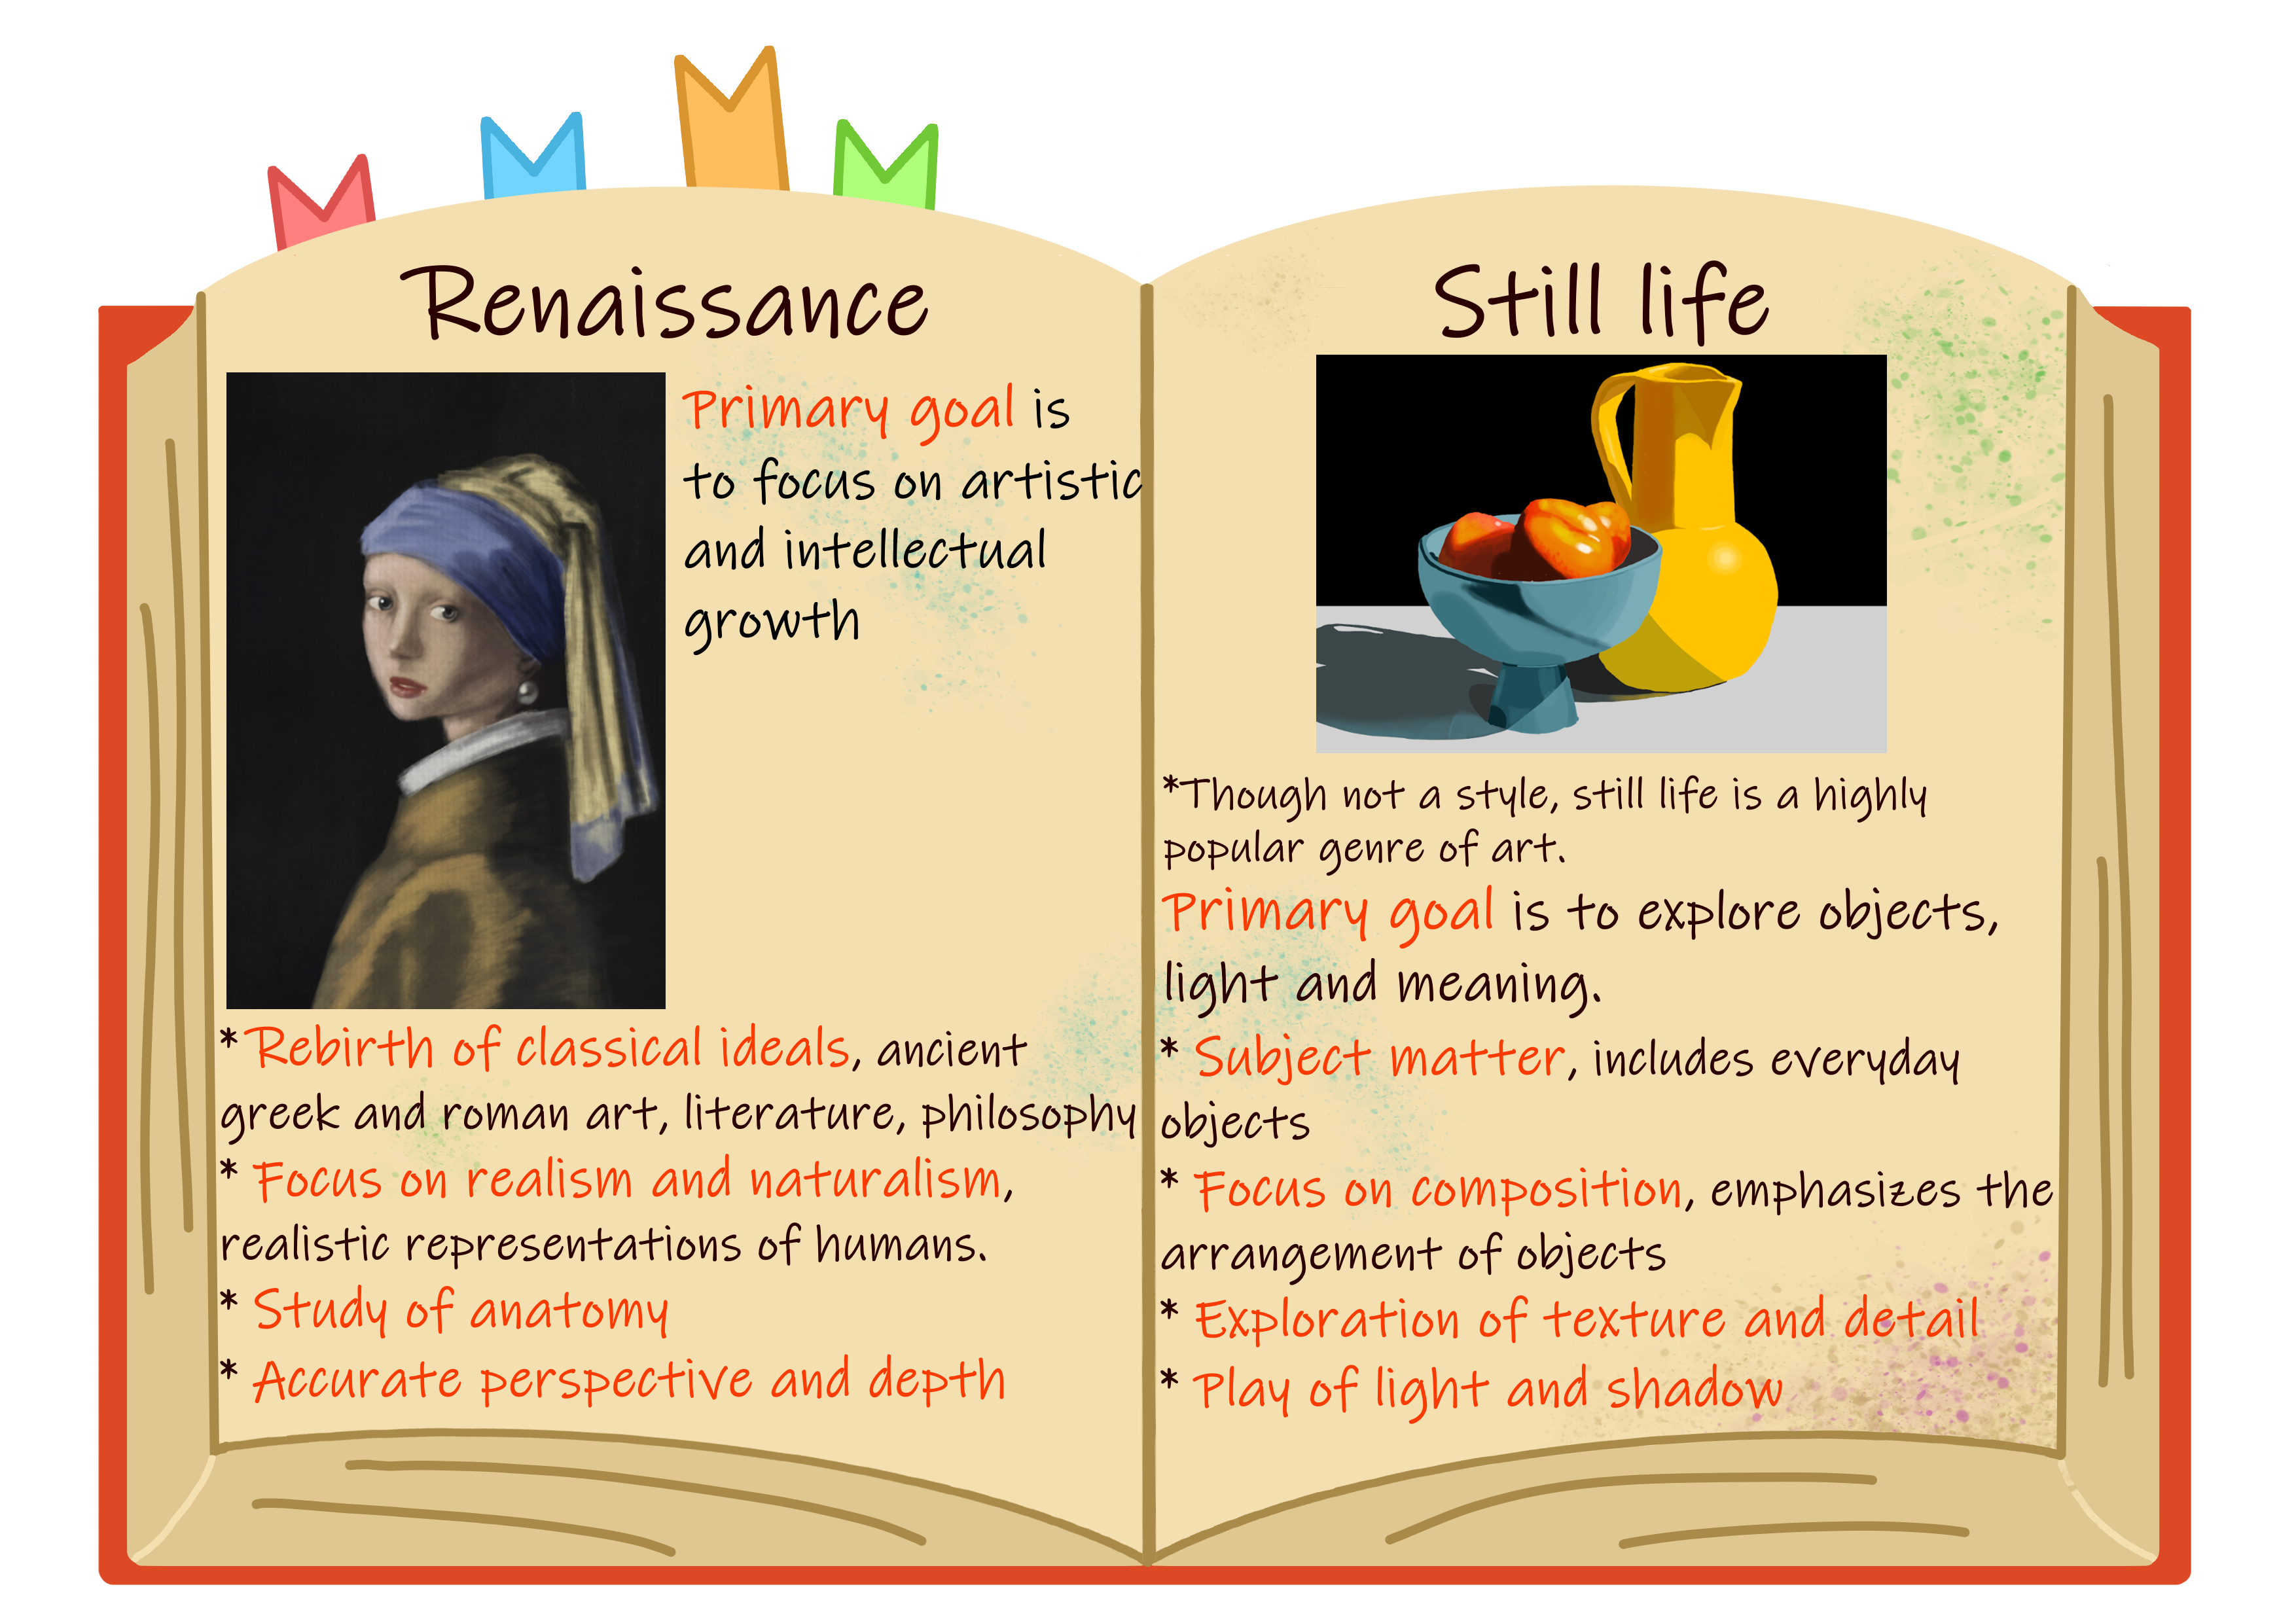 Renaissance
Primary goal is
to focus on artistic
and intellectual
growth
*Rebirth of classical ideals, ancient
greek and roman art, literature, philosophy
* Focus on realism and naturalism,
realistic representations of humans.
* Study of anatomy
* Accurate perspective and depth
Still life
*Though not a style, still life is a highly
popular genre of art.
Primary goal is to explore objects,
light and meaning.
* Subject matter, includes everyday
objects
* Focus on composition, emphasizes the
arrangement of objects
* Exploration of texture and detail
* Play of light and shadow